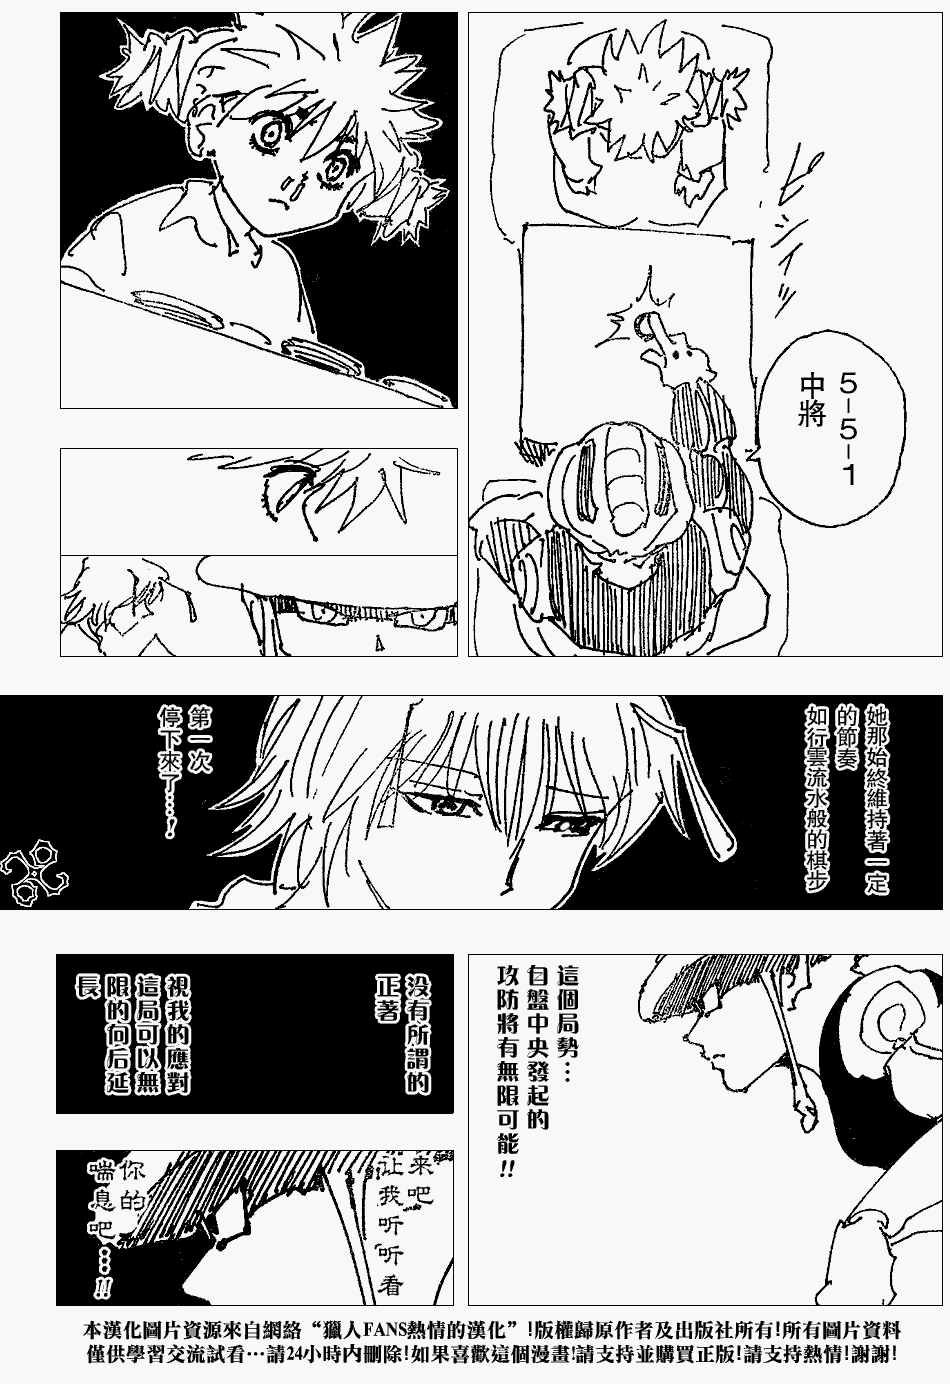 ピシィッ
5-5-1
中將
她那始終維持著一定
的節奏
如行雲流水般的棋步
第一次
停下來了…！
這個局勢…
自盤中央發起的
攻防將有無限可能!!
没有所謂的
正著
視我的應對
這局可以無
限的向后延
長
来吧
让我听听看
你的
喘息吧…!!
本漢化圖片資源來自網絡“獵人FANS熱情的漢化”!版權歸原作者及出版社所有!所有圖片資料
僅供學習交流試看…請24小時内刪除!如果喜歡這個漫畫!請支持並購買正版!請支持熱情!謝謝!